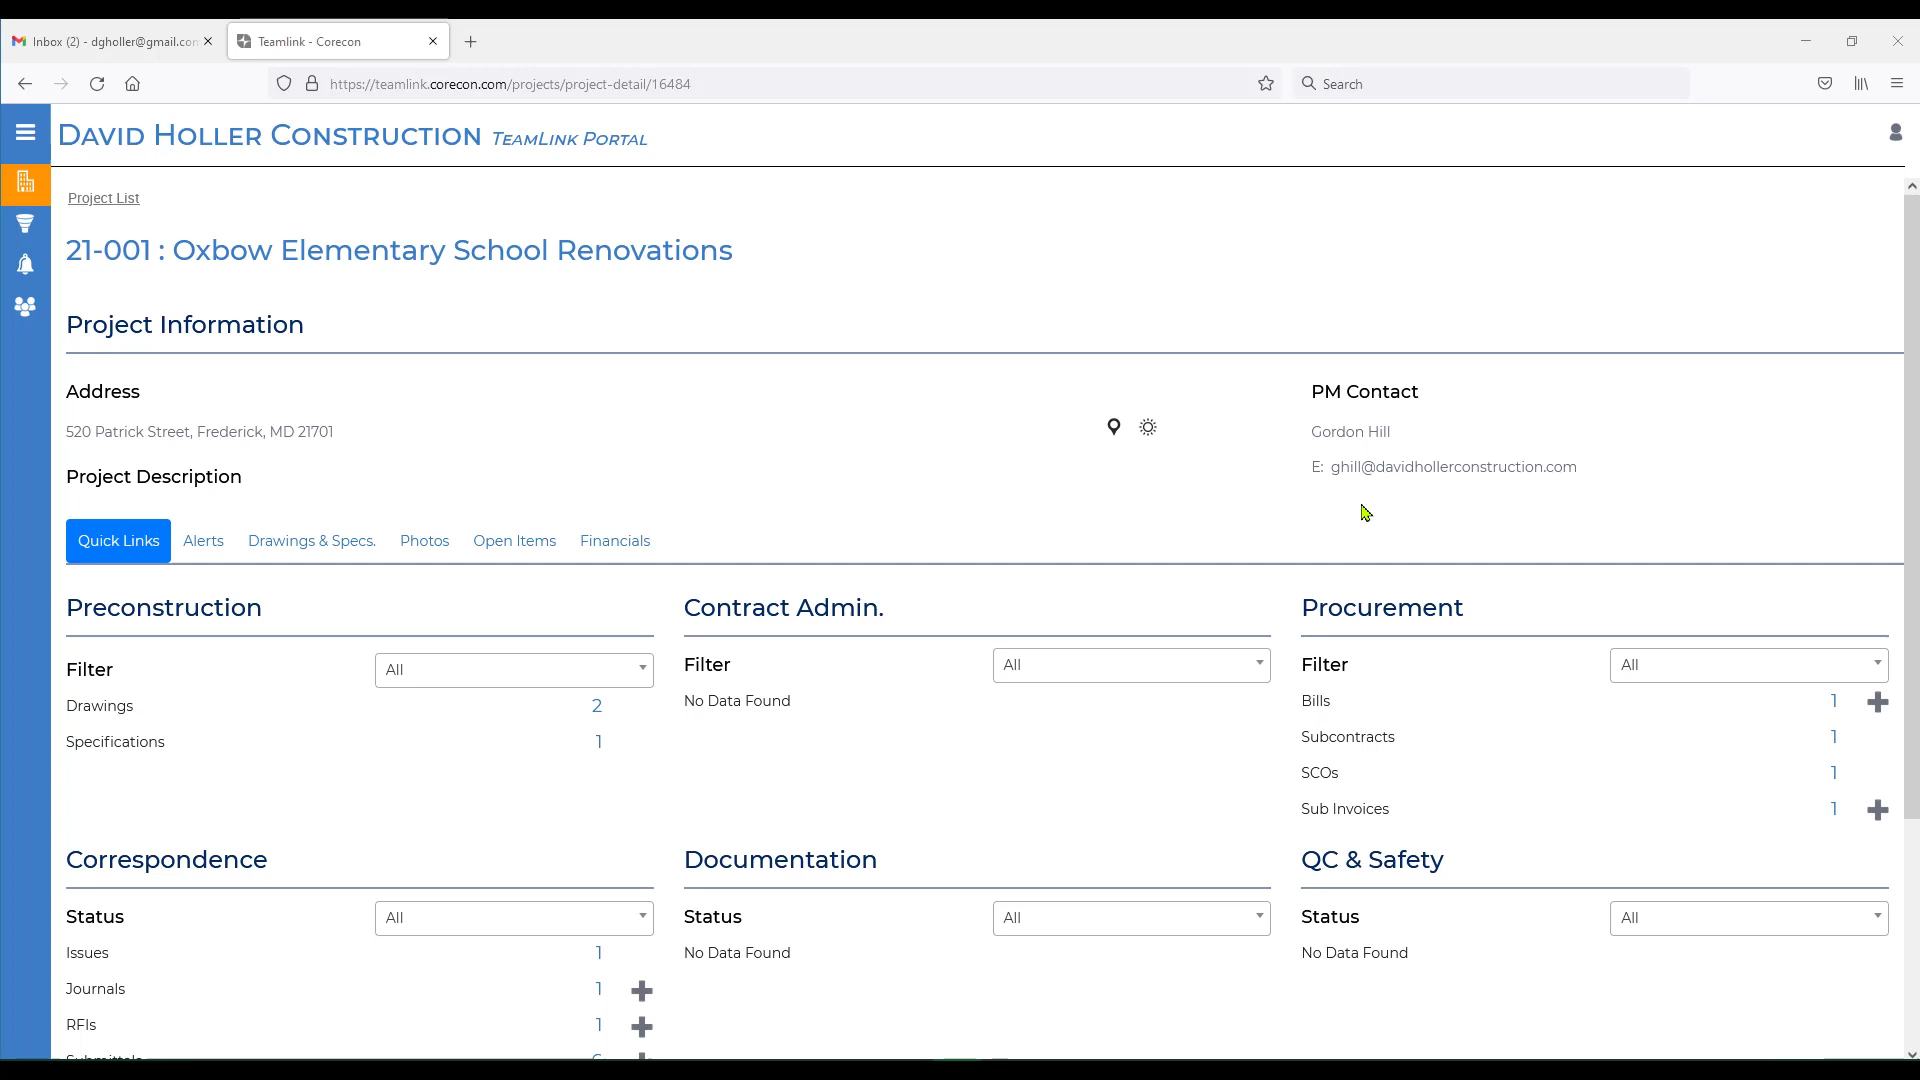 Inbox (2) - dgholler@gmail.con
Teamlink - Corecon
https://teamlink.corecon.com/projects/project-detail/16484
Search
David Holler Construction TeamLink Portal
Project List
21-001 : Oxbow Elementary School Renovations
Project Information
Address
PM Contact
520 Patrick Street, Frederick, MD 21701
Gordon Hill
E: ghill@davidhollerconstruction.com
Project Description
Quick Links Alerts Drawings & Specs. Photos Open Items Financials
Preconstruction
Filter All
Drawings 2
Specifications 1
Contract Admin.
Filter All
No Data Found
Procurement
Filter All
Bills 1
Subcontracts 1
SCOs 1
Sub Invoices 1
Correspondence
Status All
Issues 1
Journals 1
RFIs 1
Submittals 6
Documentation
Status All
No Data Found
QC & Safety
Status All
No Data Found